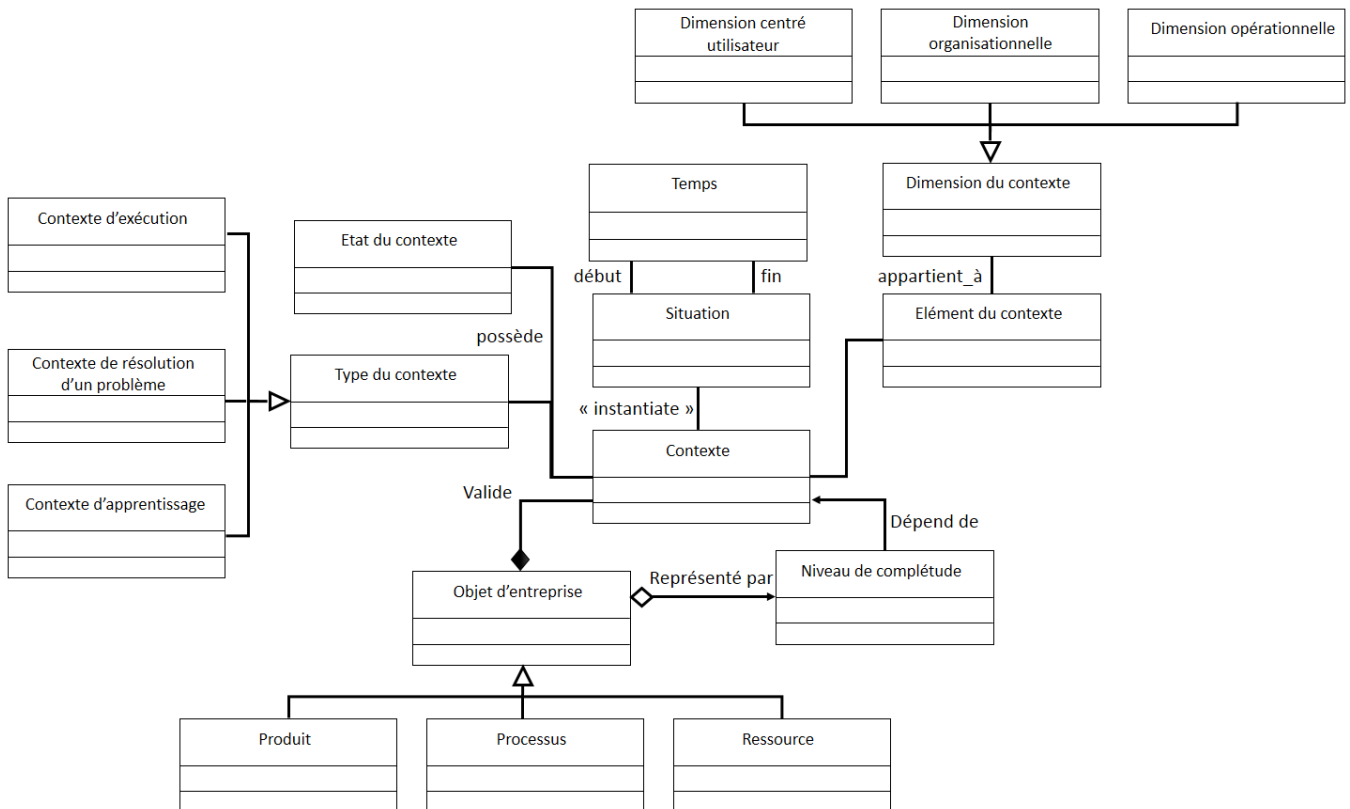 Dimension centré
utilisateur
Dimension
organisationnelle
Dimension opérationnelle
Temps
Dimension du contexte
Contexte d’exécution
Etat du contexte
début
fin
appartient_à
Situation
Elément du contexte
possède
Contexte de résolution
d’un problème
Type du contexte
« instantiate »
Contexte
Valide
Contexte d’apprentissage
Dépend de
Objet d’entreprise
Représenté par
Niveau de complétude
Produit
Processus
Ressource